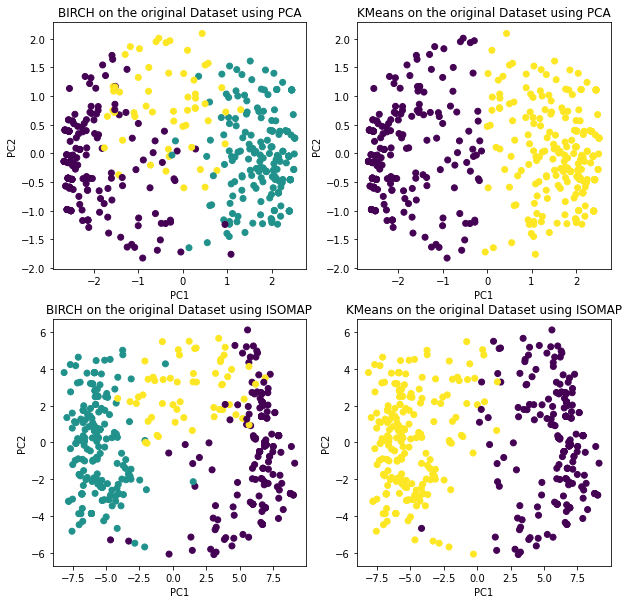 BIRCH on the original Dataset using PCA
2.0
1.5
1.0
0.5
0.0
−0.5
−1.0
−1.5
−2.0
PC2
−2 −1 0 1 2
PC1
KMeans on the original Dataset using PCA
2.0
1.5
1.0
0.5
0.0
−0.5
−1.0
−1.5
−2.0
PC2
−2 −1 0 1 2
PC1
BIRCH on the original Dataset using ISOMAP
6
4
2
0
−2
−4
−6
PC2
−7.5 −5.0 −2.5 0.0 2.5 5.0 7.5
PC1
KMeans on the original Dataset using ISOMAP
6
4
2
0
−2
−4
−6
PC2
−7.5 −5.0 −2.5 0.0 2.5 5.0 7.5
PC1